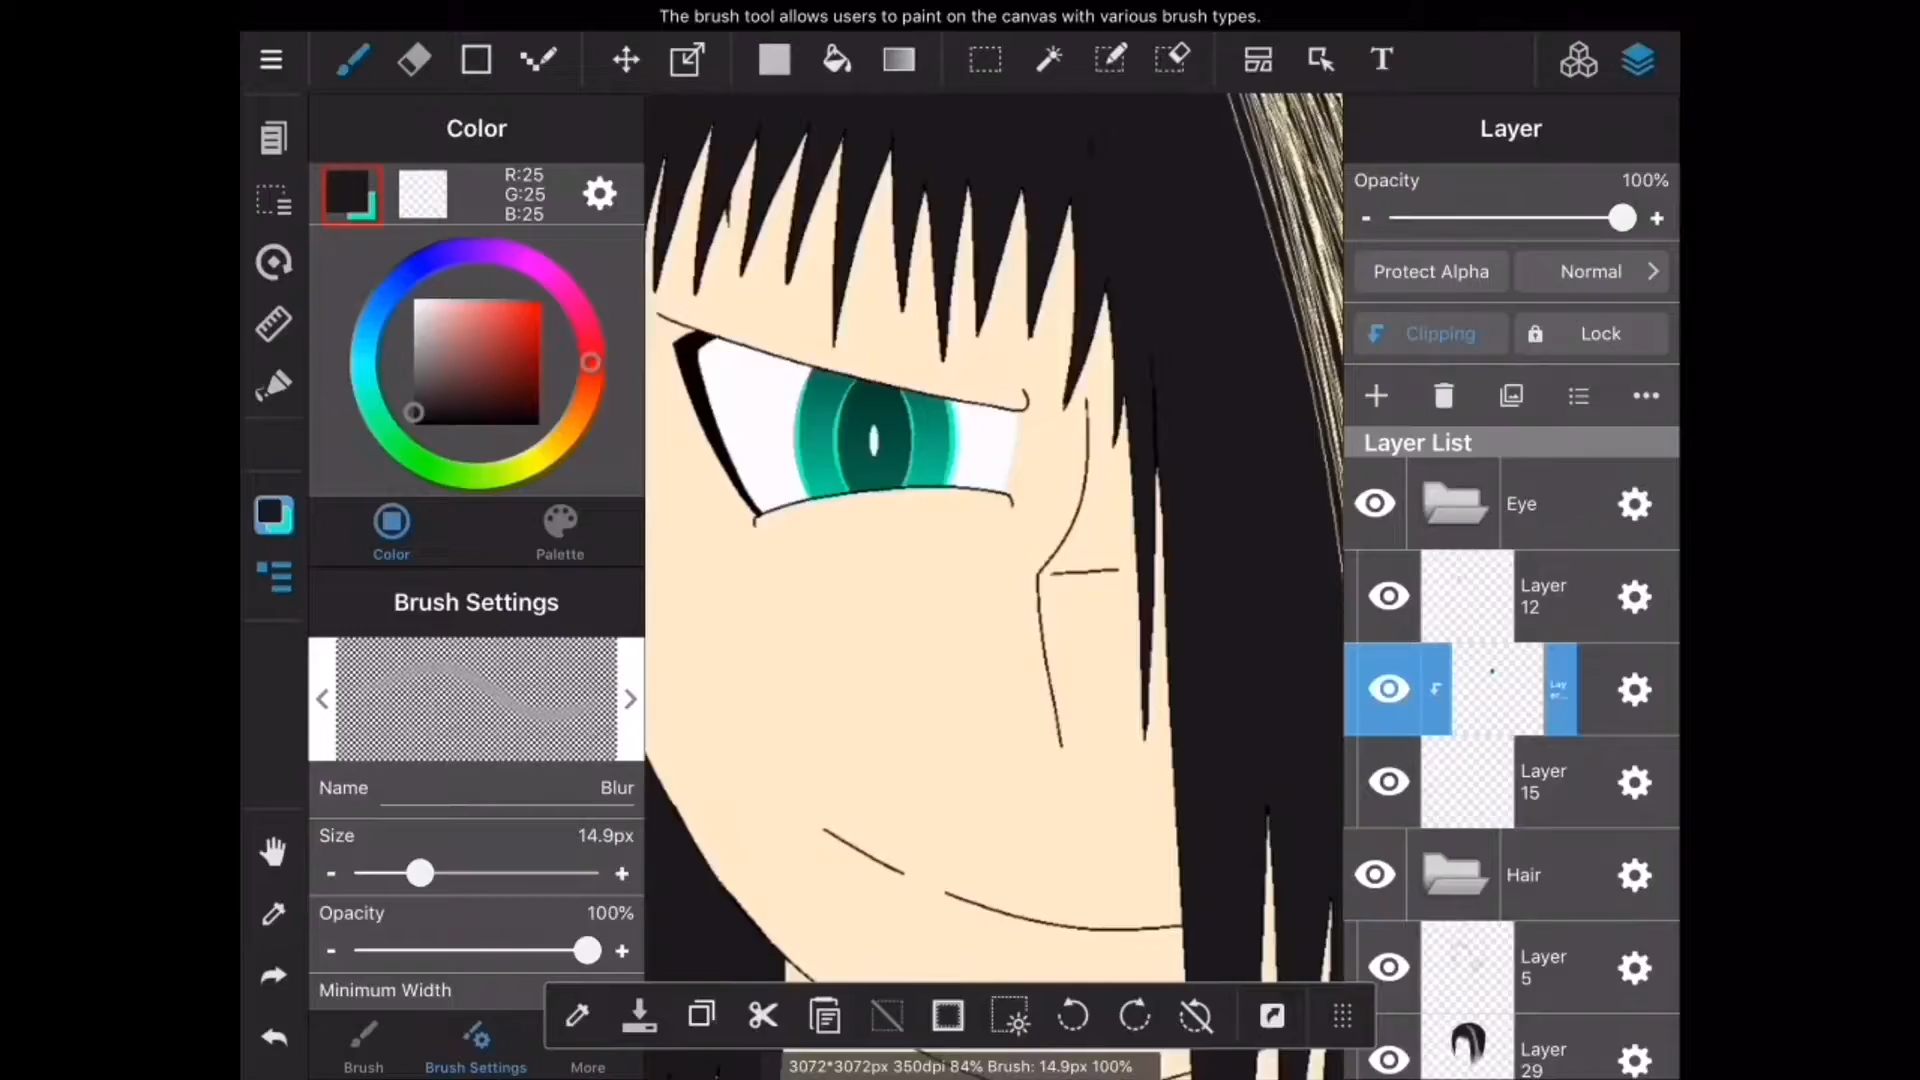 The brush tool allows users to paint on the canvas with various brush types.
T
Color
R:25
G:25
B:25
Color
Palette
Brush Settings
Name
Blur
Size
14.9px
-
+
Opacity
100%
-
+
Minimum Width
Brush
Brush Settings
More
3072*3072px 350dpi 84% Brush: 14.9px 100%
Layer
Opacity
100%
-
+
Protect Alpha
Normal
Clipping
Lock
Layer List
Eye
Layer
12
Lay
er...
Layer
15
Hair
Layer
5
Layer
29